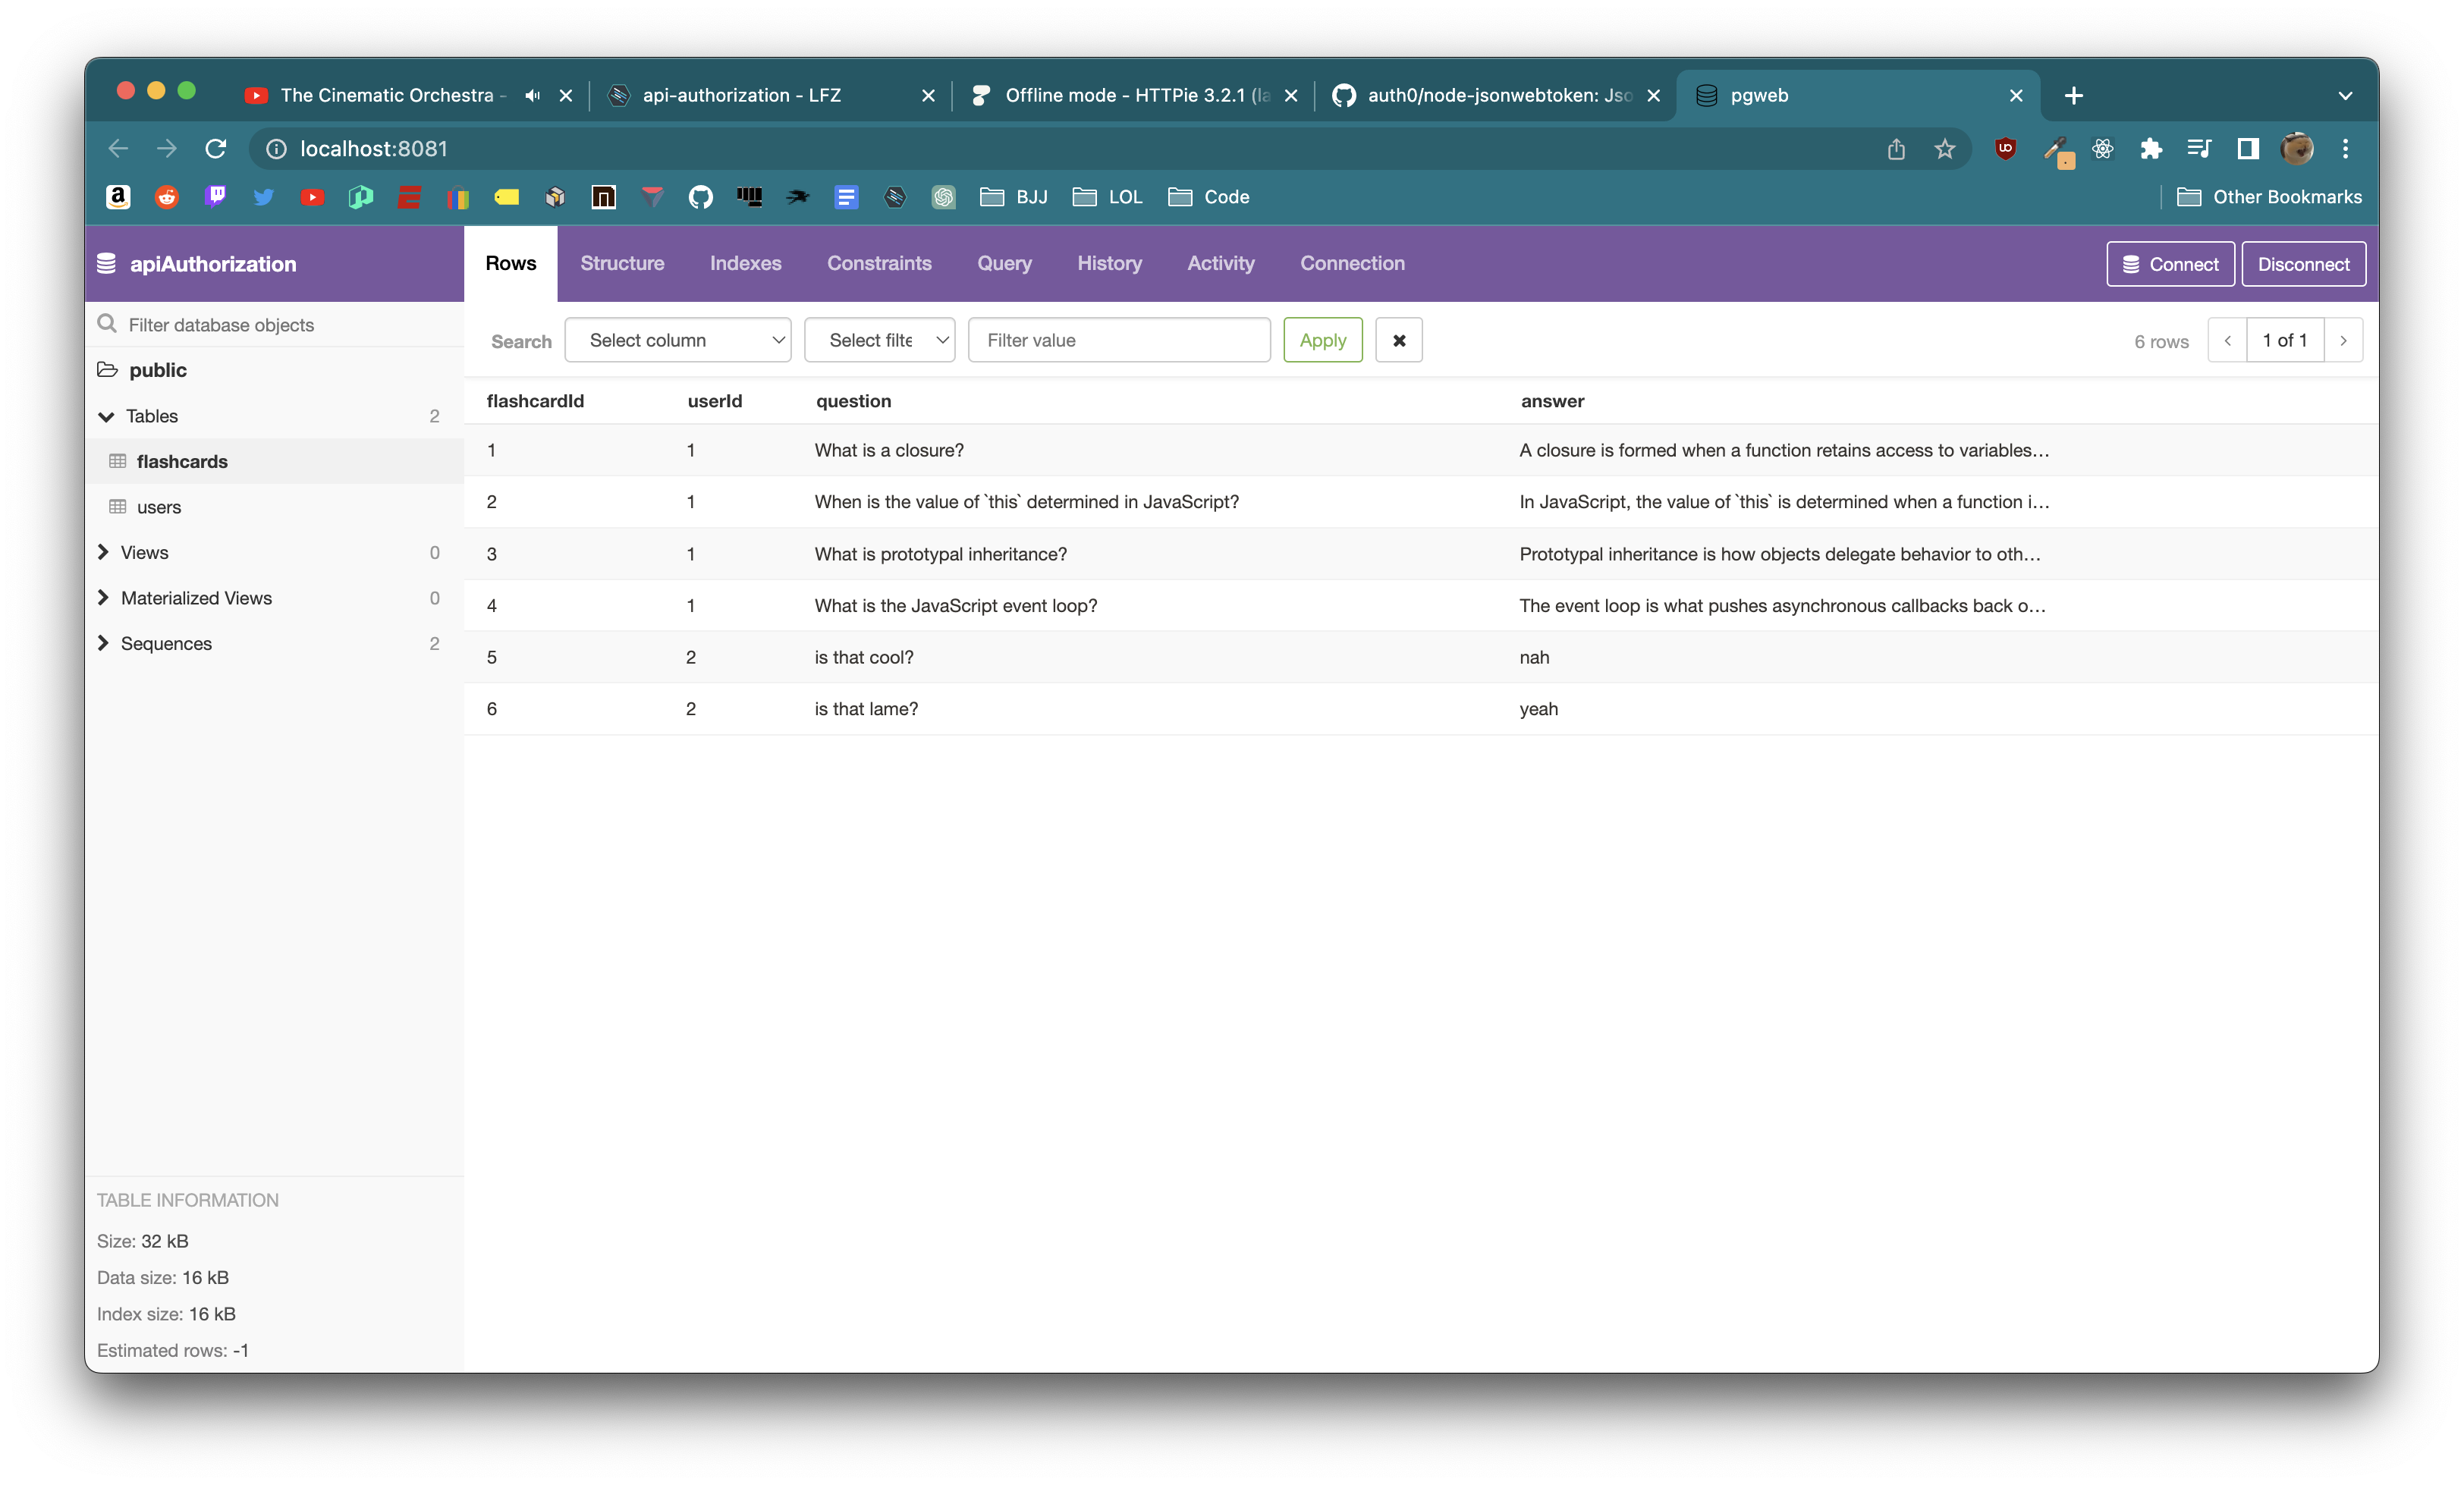 The Cinematic Orchestra -
api-authorization - LFZ
Offline mode - HTTPie 3.2.1 (la
auth0/node-jsonwebtoken: Jso
pgweb
localhost:8081
BJJ
LOL
Code
Other Bookmarks
apiAuthorization
Rows
Structure
Indexes
Constraints
Query
History
Activity
Connection
Connect
Disconnect
Filter database objects
Search
Select column
Select filte
Filter value
Apply
6 rows
1 of 1
public
Tables 2
flashcards
users
Views 0
Materialized Views 0
Sequences 2
flashcardId userId question answer
1 1 What is a closure? A closure is formed when a function retains access to variables…
2 1 When is the value of `this` determined in JavaScript? In JavaScript, the value of `this` is determined when a function i…
3 1 What is prototypal inheritance? Prototypal inheritance is how objects delegate behavior to oth…
4 1 What is the JavaScript event loop? The event loop is what pushes asynchronous callbacks back o…
5 2 is that cool? nah
6 2 is that lame? yeah
TABLE INFORMATION
Size: 32 kB
Data size: 16 kB
Index size: 16 kB
Estimated rows: -1